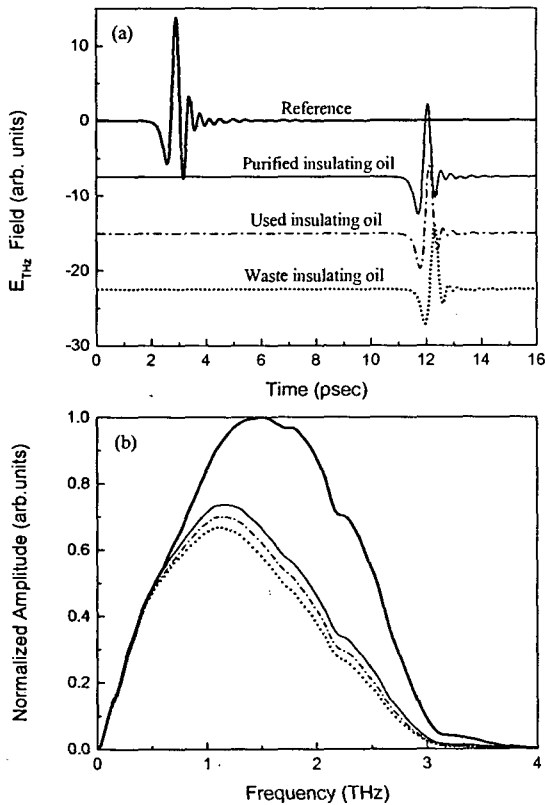 (a)
Reference
Purified insulating oil
Used insulating oil
Waste insulating oil
E_THz Field (arb. units)
10
0
-10
-20
-30
0 2 4 6 8 10 12 14 16
Time (psec)
(b)
Normalized Amplitude (arb.units)
1.0
0.8
0.6
0.4
0.2
0.0
0 1 2 3 4
Frequency (THz)